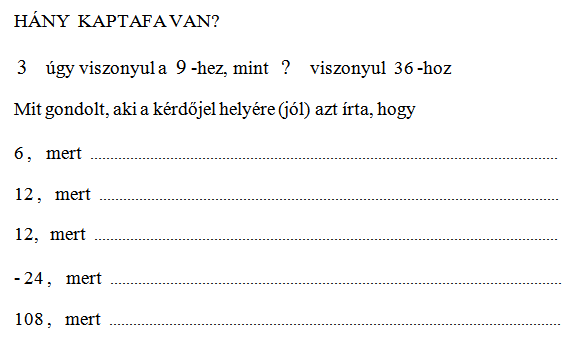 HÁNY KAPTAFA VAN?
3 úgy viszonyul a 9 -hez, mint ? viszonyul 36 -hoz
Mit gondolt, aki a kérdőjel helyére (jól) azt írta, hogy
6 , mert ....................
12 , mert ....................
12, mert ....................
- 24 , mert ....................
108 , mert ....................